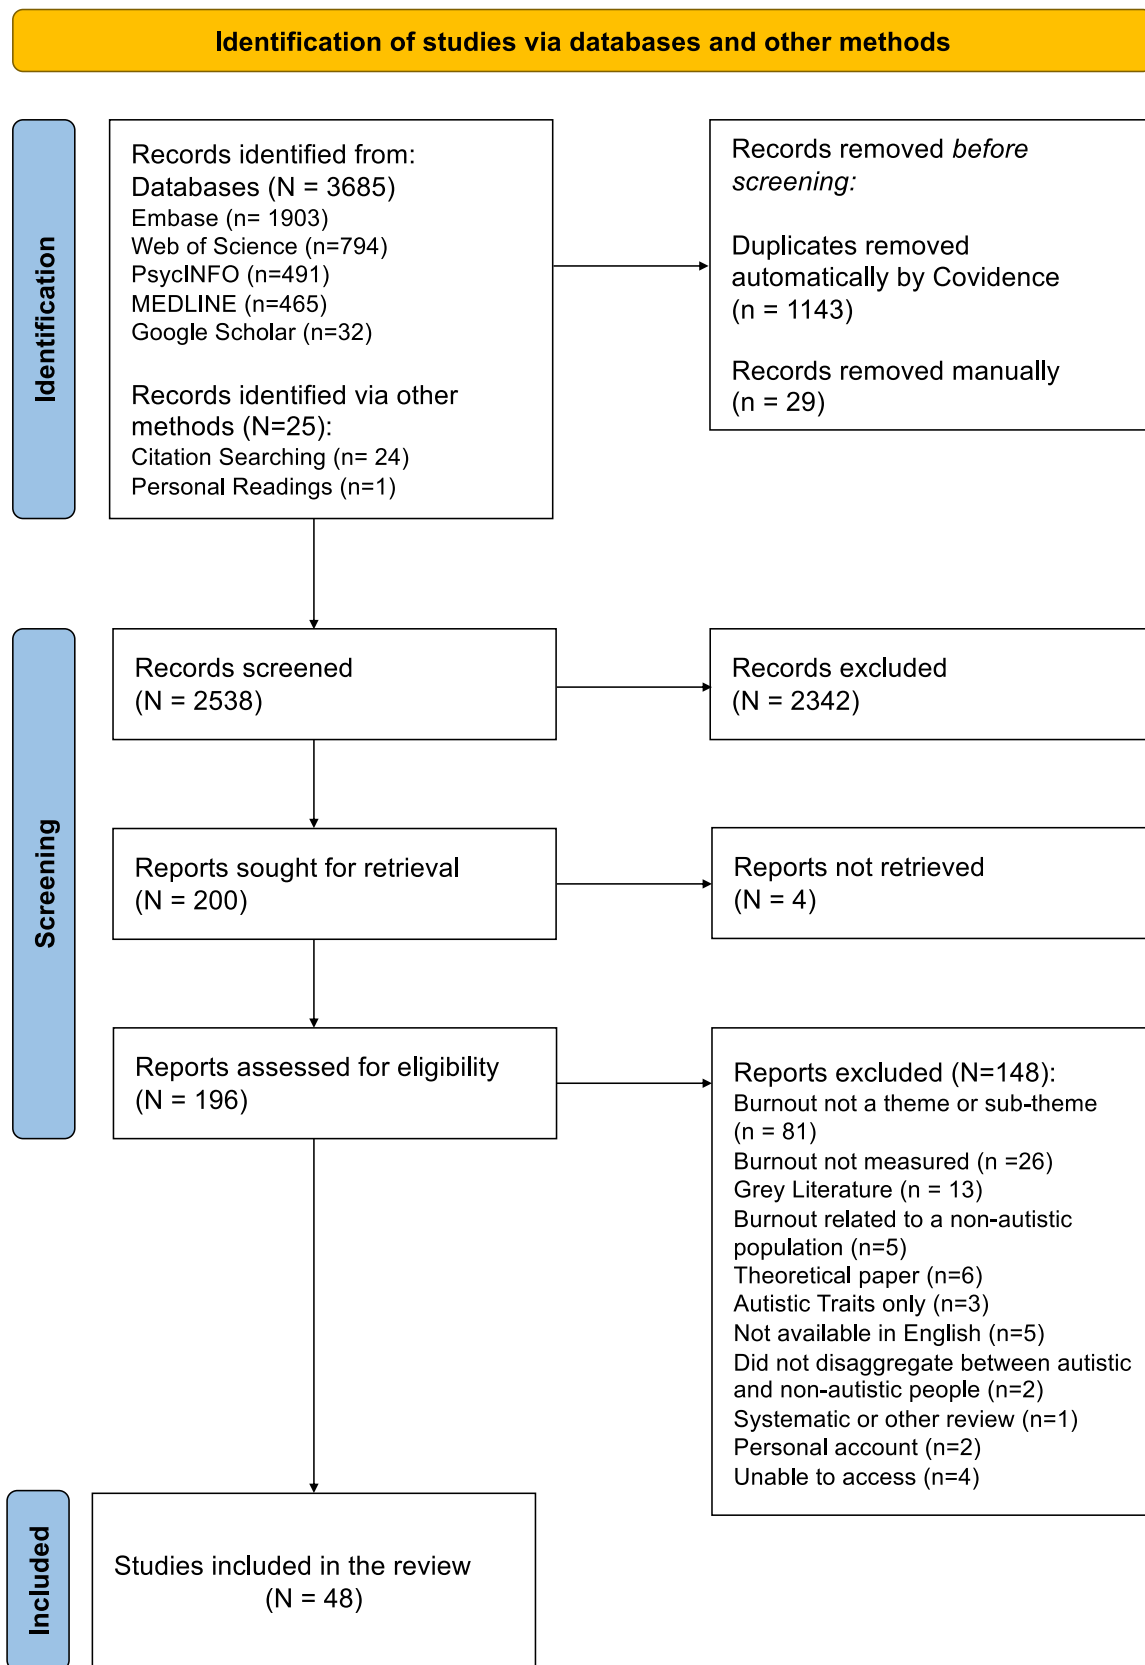 Identification of studies via databases and other methods
Identification
Records identified from:
Databases (N = 3685)
Embase (n= 1903)
Web of Science (n=794)
PsycINFO (n=491)
MEDLINE (n=465)
Google Scholar (n=32)
Records identified via other
methods (N=25):
Citation Searching (n= 24)
Personal Readings (n=1)
Records removed before
screening:
Duplicates removed
automatically by Covidence
(n = 1143)
Records removed manually
(n = 29)
Screening
Records screened
(N = 2538)
Records excluded
(N = 2342)
Reports sought for retrieval
(N = 200)
Reports not retrieved
(N = 4)
Reports assessed for eligibility
(N = 196)
Reports excluded (N=148):
Burnout not a theme or sub-theme
(n = 81)
Burnout not measured (n =26)
Grey Literature (n = 13)
Burnout related to a non-autistic
population (n=5)
Theoretical paper (n=6)
Autistic Traits only (n=3)
Not available in English (n=5)
Did not disaggregate between autistic
and non-autistic people (n=2)
Systematic or other review (n=1)
Personal account (n=2)
Unable to access (n=4)
Included
Studies included in the review
(N = 48)